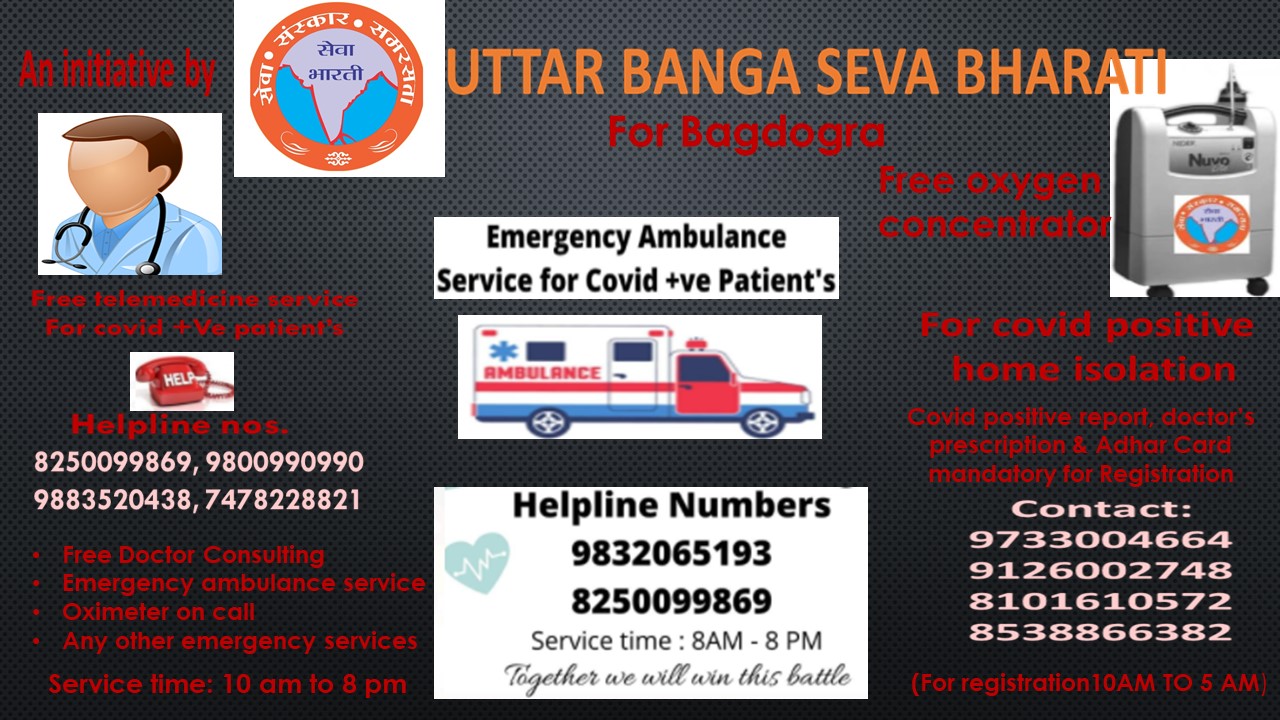 An initiative by
सेवा • संस्कार • समरसता
सेवा
भारती
UTTAR BANGA SEVA BHARATI
For Bagdogra
Free oxygen
concentrator
Nuvo
Emergency Ambulance
Service for Covid +ve Patient's
AMBULANCE
Free telemedicine service
For covid +Ve patient's
HELP
Helpline nos.
8250099869, 9800990990
9883520438, 7478228821
• Free Doctor Consulting
• Emergency ambulance service
• Oximeter on call
• Any other emergency services
Service time: 10 am to 8 pm
Helpline Numbers
9832065193
8250099869
Service time : 8AM - 8 PM
Together we will win this battle
For covid positive
home isolation
Covid positive report, doctor's
prescription & Adhar Card
mandatory for Registration
Contact:
9733004664
9126002748
8101610572
8538866382
(For registration10AM TO 5 AM)